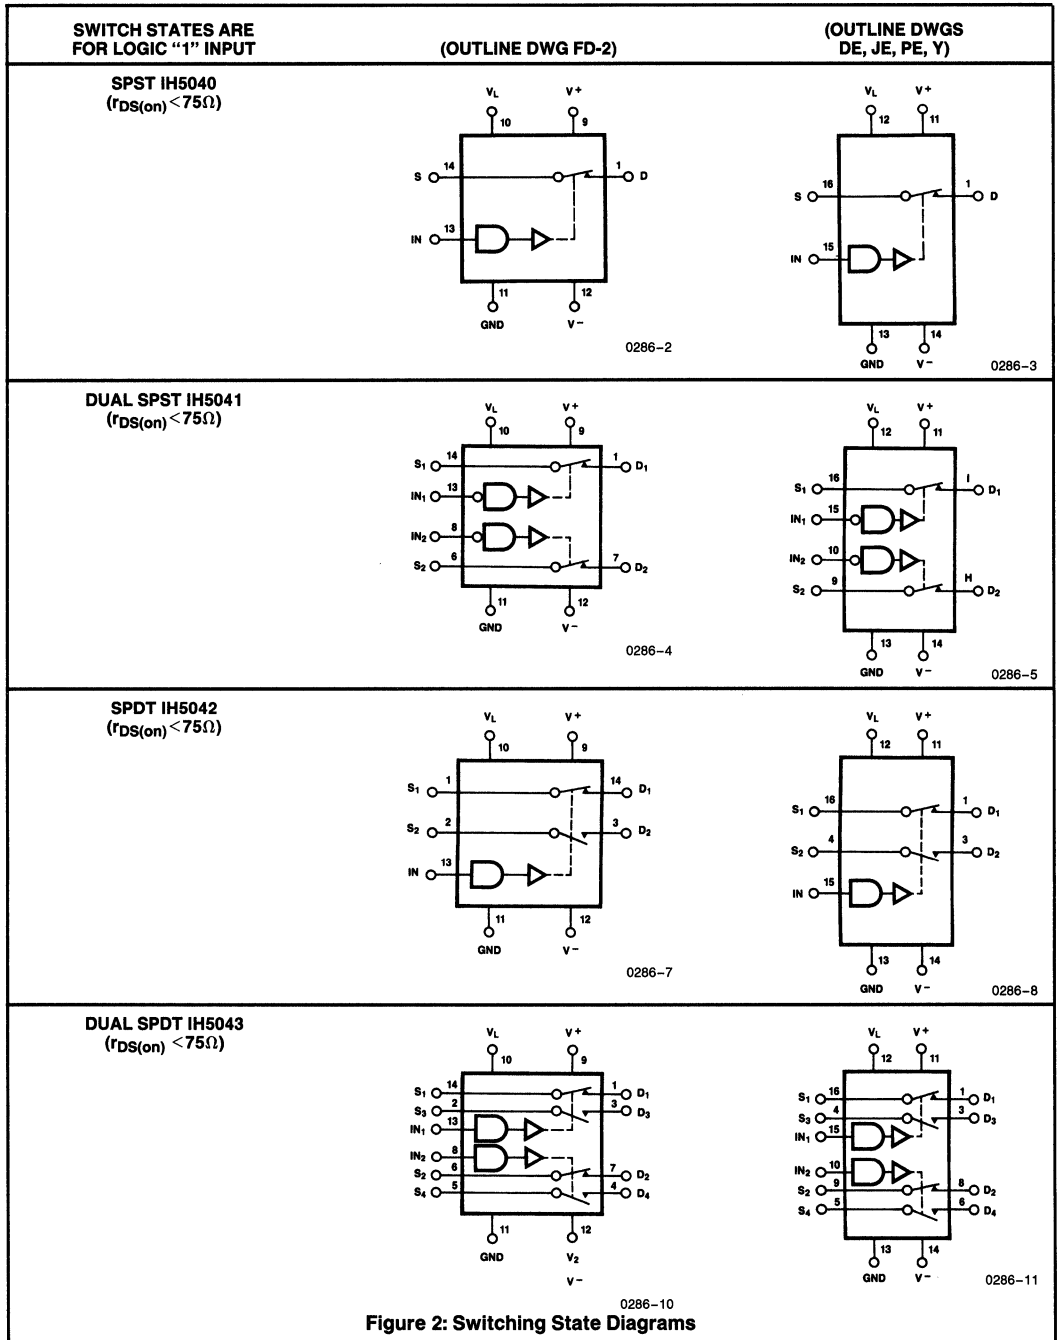 SWITCH STATES ARE
FOR LOGIC “1” INPUT
(OUTLINE DWG FD-2)
(OUTLINE DWGS
DE, JE, PE, Y)
SPST IH5040
(rDS(on) <75Ω)
VL V+
10 9
S 14 1 D
IN 13
11 12
GND V−
0286−2
VL V+
12 11
S 16 1 D
IN 15
13 14
GND V−
0286−3
DUAL SPST IH5041
(rDS(on) <75Ω)
VL V+
10 9
S1 14 1 D1
IN1 13
IN2 8
S2 6 7 D2
11 12
GND V−
0286−4
VL V+
12 11
S1 16 I D1
IN1 15
IN2 10
S2 9 H D2
13 14
GND V−
0286−5
SPDT IH5042
(rDS(on) <75Ω)
VL V+
10 9
S1 1 14 D1
S2 2 3 D2
IN 13
11 12
GND V−
0286−7
VL V+
12 11
S1 16 1 D1
S2 4 3 D2
IN 15
13 14
GND V−
0286−8
DUAL SPDT IH5043
(rDS(on) <75Ω)
VL V+
10 9
S1 14 1 D1
S3 2 3 D3
IN1 13
IN2 8
S2 6 7 D2
S4 5 4 D4
11 12
GND V2
V−
0286−10
VL V+
12 11
S1 16 1 D1
S3 4 3 D3
IN1 15
IN2 10
S2 9 8 D2
S4 5 6 D4
13 14
GND V−
0286−11
Figure 2: Switching State Diagrams